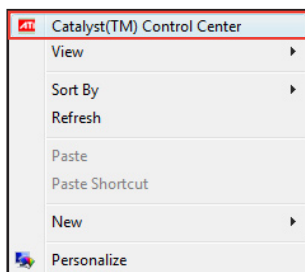 ATI Catalyst(TM) Control Center
View
Sort By
Refresh
Paste
Paste Shortcut
New
Personalize